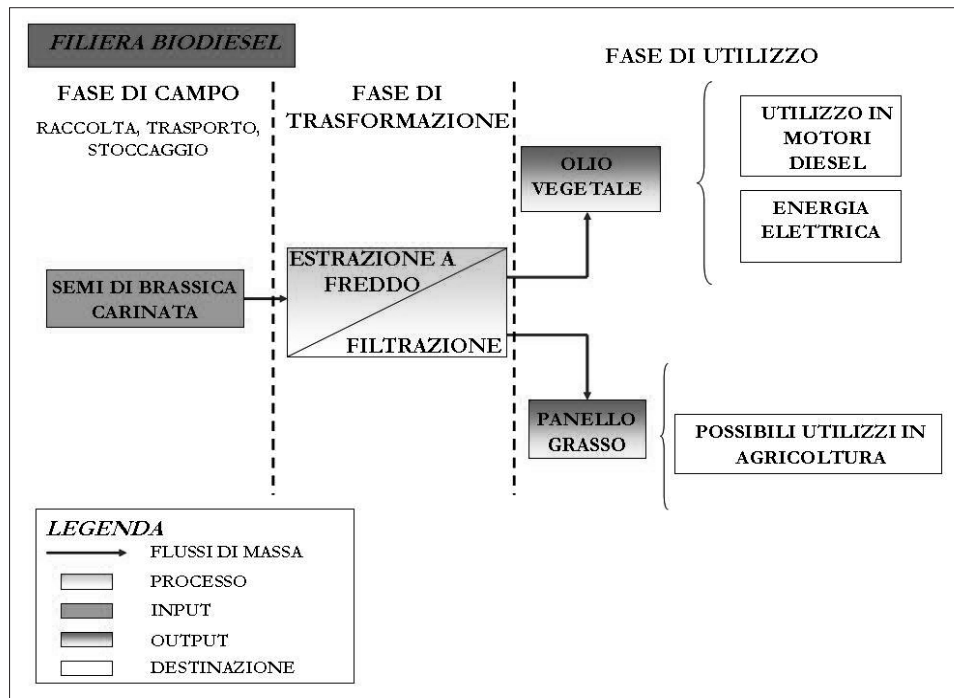 FILIERA BIODIESEL
FASE DI CAMPO
RACCOLTA, TRASPORTO,
STOCCAGGIO
SEMI DI BRASSICA
CARINATA
FASE DI
TRASFORMAZIONE
ESTRAZIONE A
FREDDO
FILTRAZIONE
FASE DI UTILIZZO
OLIO
VEGETALE
UTILIZZO IN
MOTORI
DIESEL
ENERGIA
ELETTRICA
PANELLO
GRASSO
POSSIBILI UTILIZZI IN
AGRICOLTURA
LEGENDA
FLUSSI DI MASSA
PROCESSO
INPUT
OUTPUT
DESTINAZIONE